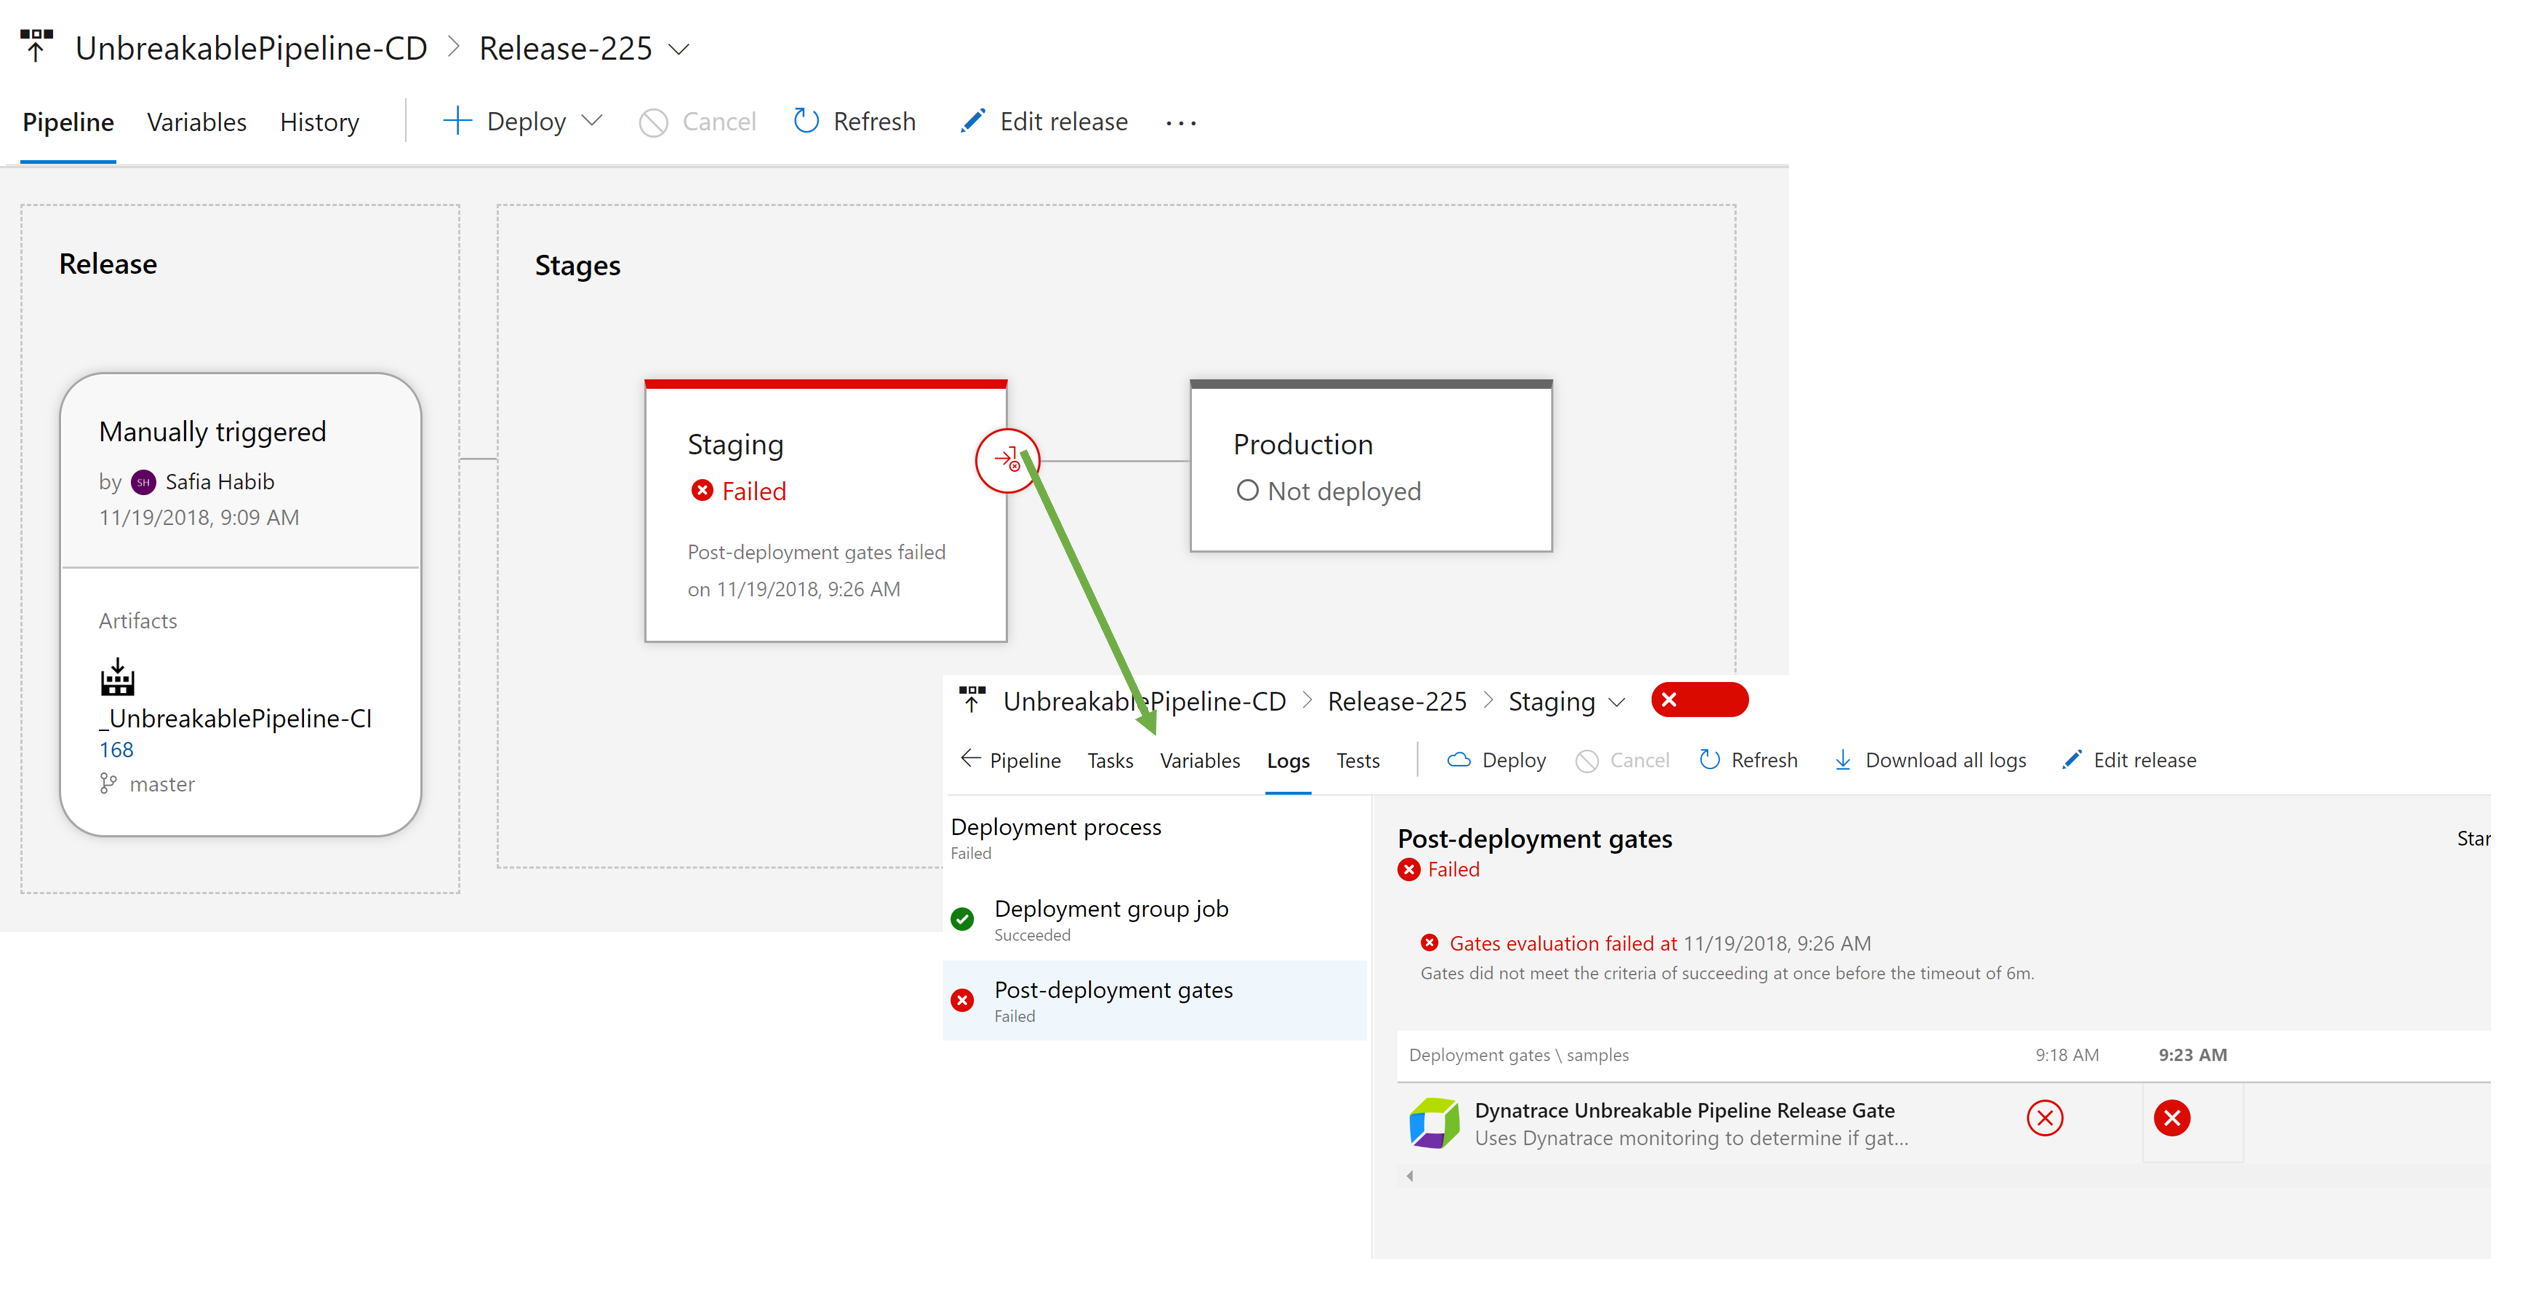 UnbreakablePipeline-CD > Release-225
Pipeline Variables History Deploy Cancel Refresh Edit release ...
Release
Manually triggered
by SH Safia Habib
11/19/2018, 9:09 AM
Artifacts
_UnbreakablePipeline-CI
168
master
Stages
Staging
Failed
Post-deployment gates failed
on 11/19/2018, 9:26 AM
Production
Not deployed
UnbreakablePipeline-CD > Release-225 > Staging
Pipeline Tasks Variables Logs Tests Deploy Cancel Refresh Download all logs Edit release
Deployment process
Failed
Deployment group job
Succeeded
Post-deployment gates
Failed
Post-deployment gates
Star
Failed
Gates evaluation failed at 11/19/2018, 9:26 AM
Gates did not meet the criteria of succeeding at once before the timeout of 6m.
Deployment gates \ samples 9:18 AM 9:23 AM
Dynatrace Unbreakable Pipeline Release Gate
Uses Dynatrace monitoring to determine if gat...